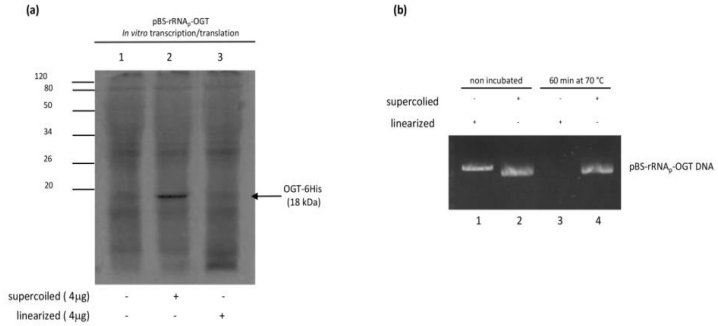 (a)
pBS-rRNAp-OGT
In vitro transcription/translation
1 2 3
120
80
50
34
26
20
OGT-6His
(18 kDa)
supercoiled ( 4µg) - + -
linearized ( 4µg) - - +
(b)
non incubated 60 min at 70 °C
supercolied - + - +
linearized + - + -
pBS-rRNAp-OGT DNA
1 2 3 4